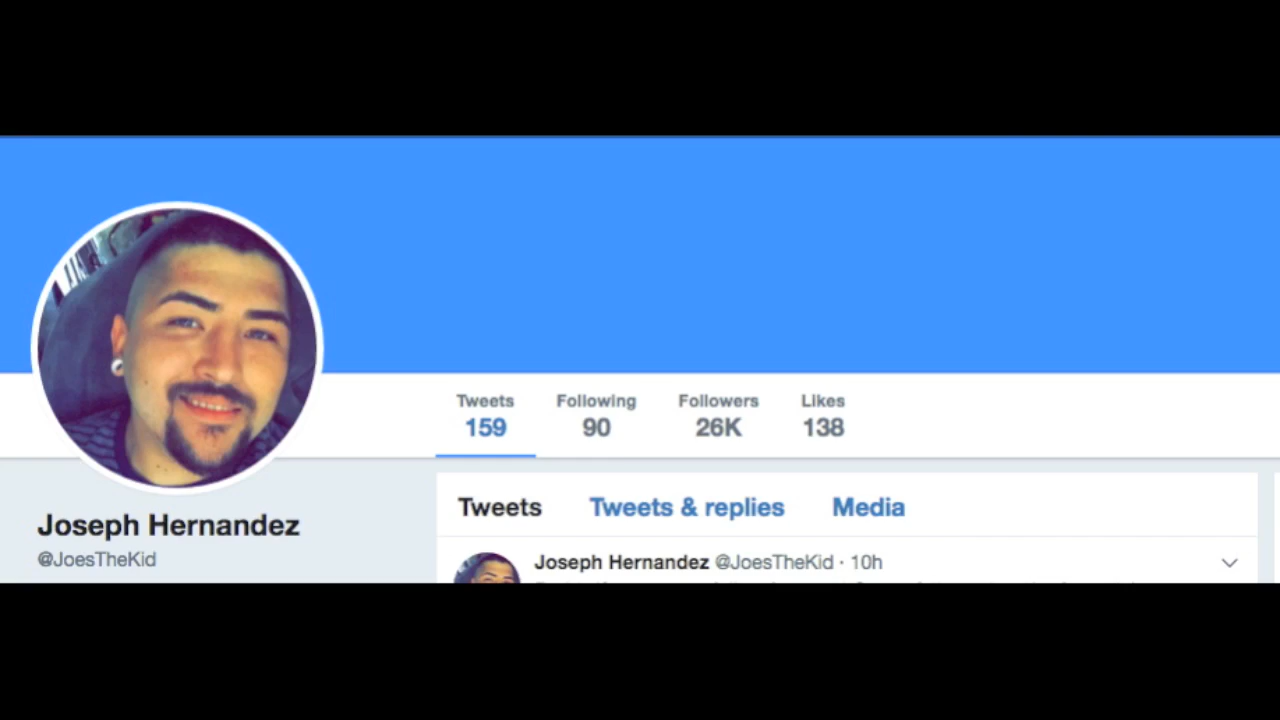 Tweets Following Followers Likes
159 90 26K 138
Tweets Tweets & replies Media
Joseph Hernandez
@JoesTheKid
Joseph Hernandez @JoesTheKid · 10h